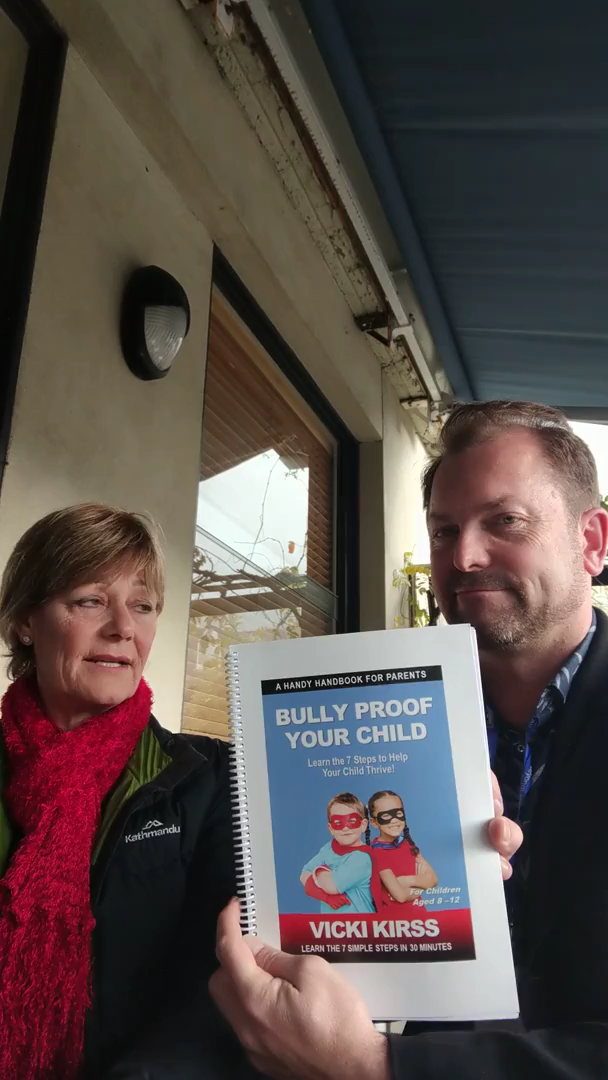 A HANDY HANDBOOK FOR PARENTS
BULLY PROOF
YOUR CHILD
Learn the 7 Steps to Help
Your Child Thrive!
For Children
Aged 8 –12
VICKI KIRSS
LEARN THE 7 SIMPLE STEPS IN 30 MINUTES
Kathmandu